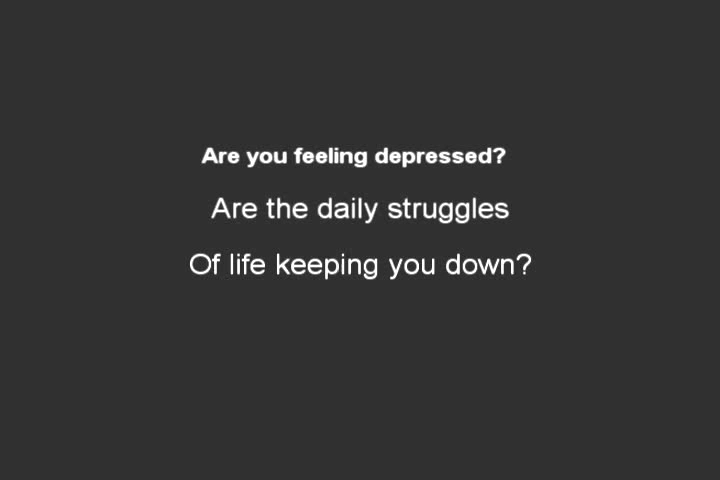 Are you feeling depressed?
Are the daily struggles
Of life keeping you down?